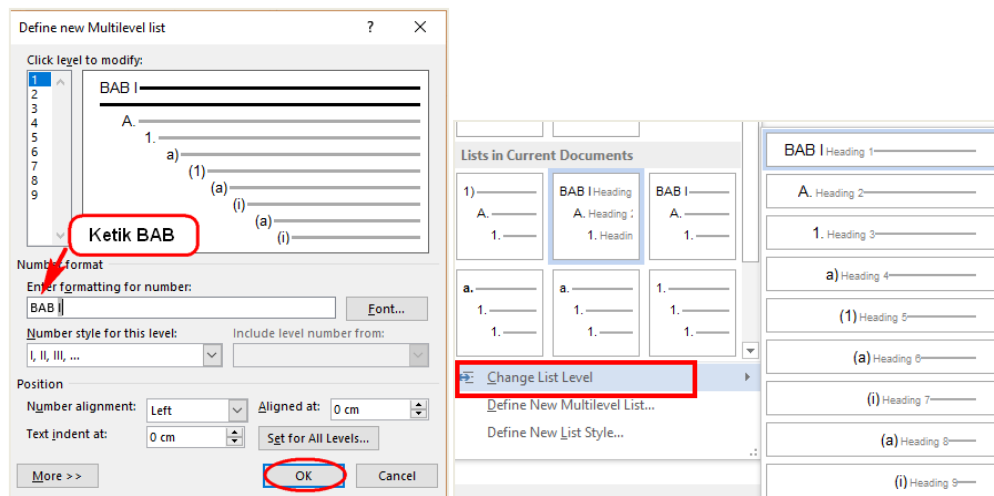 Define new Multilevel list
?
Click level to modify:
1
2
3
4
5
6
7
8
9
BAB I
A.
1.
a)
(1)
(a)
(i)
(a)
(i)
Ketik BAB
Number format
Enter formatting for number:
BAB I
Font...
Number style for this level:
Include level number from:
I, II, III, ...
Position
Number alignment:
Left
Aligned at:
0 cm
Text indent at:
0 cm
Set for All Levels...
More >>
OK
Cancel
Lists in Current Documents
1)
A.
1.
BAB I Heading
A. Heading 2
1. Headin
BAB I
A.
1.
a.
1.
1.
a.
1.
1.
1.
1.
1.
Change List Level
Define New Multilevel List...
Define New List Style...
BAB I Heading 1
A. Heading 2
1. Heading 3
a) Heading 4
(1) Heading 5
(a) Heading 6
(i) Heading 7
(a) Heading 8
(i) Heading 9